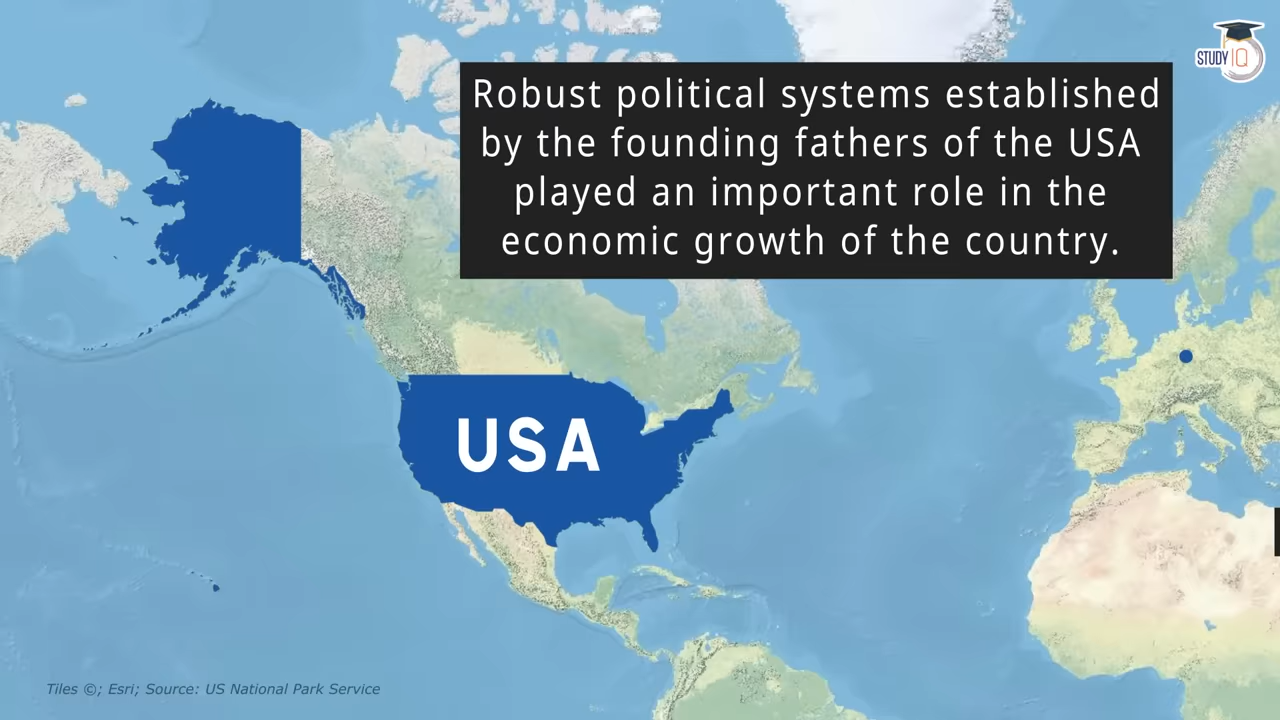 STUDY IQ
Robust political systems established
by the founding fathers of the USA
played an important role in the
economic growth of the country.
USA
Tiles ©; Esri; Source: US National Park Service